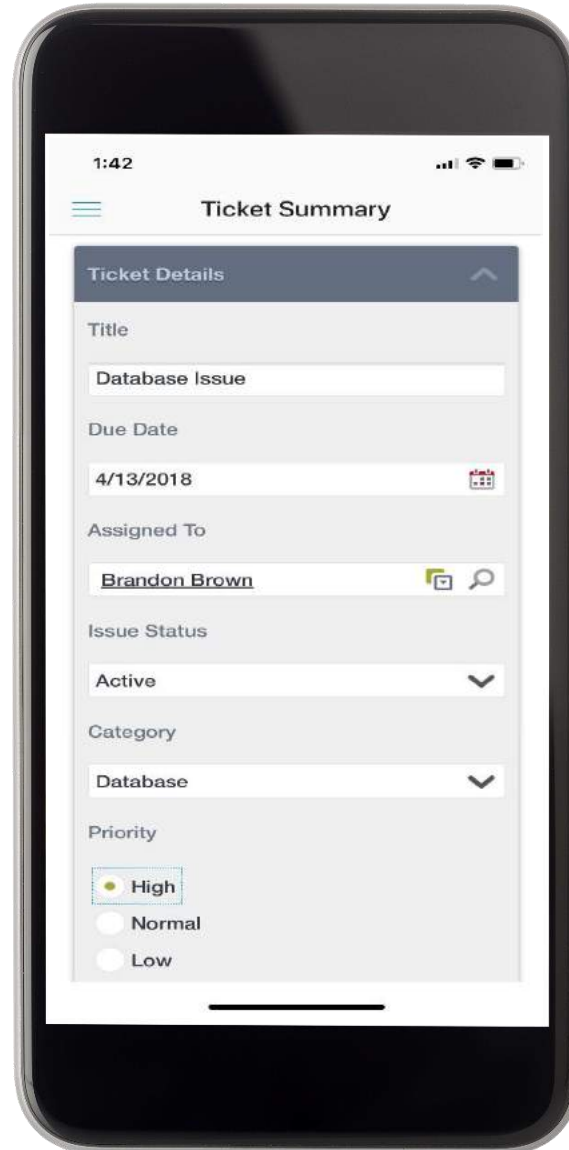 1:42
Ticket Summary
Ticket Details
Title
Database Issue
Due Date
4/13/2018
Assigned To
Brandon Brown
Issue Status
Active
Category
Database
Priority
High
Normal
Low